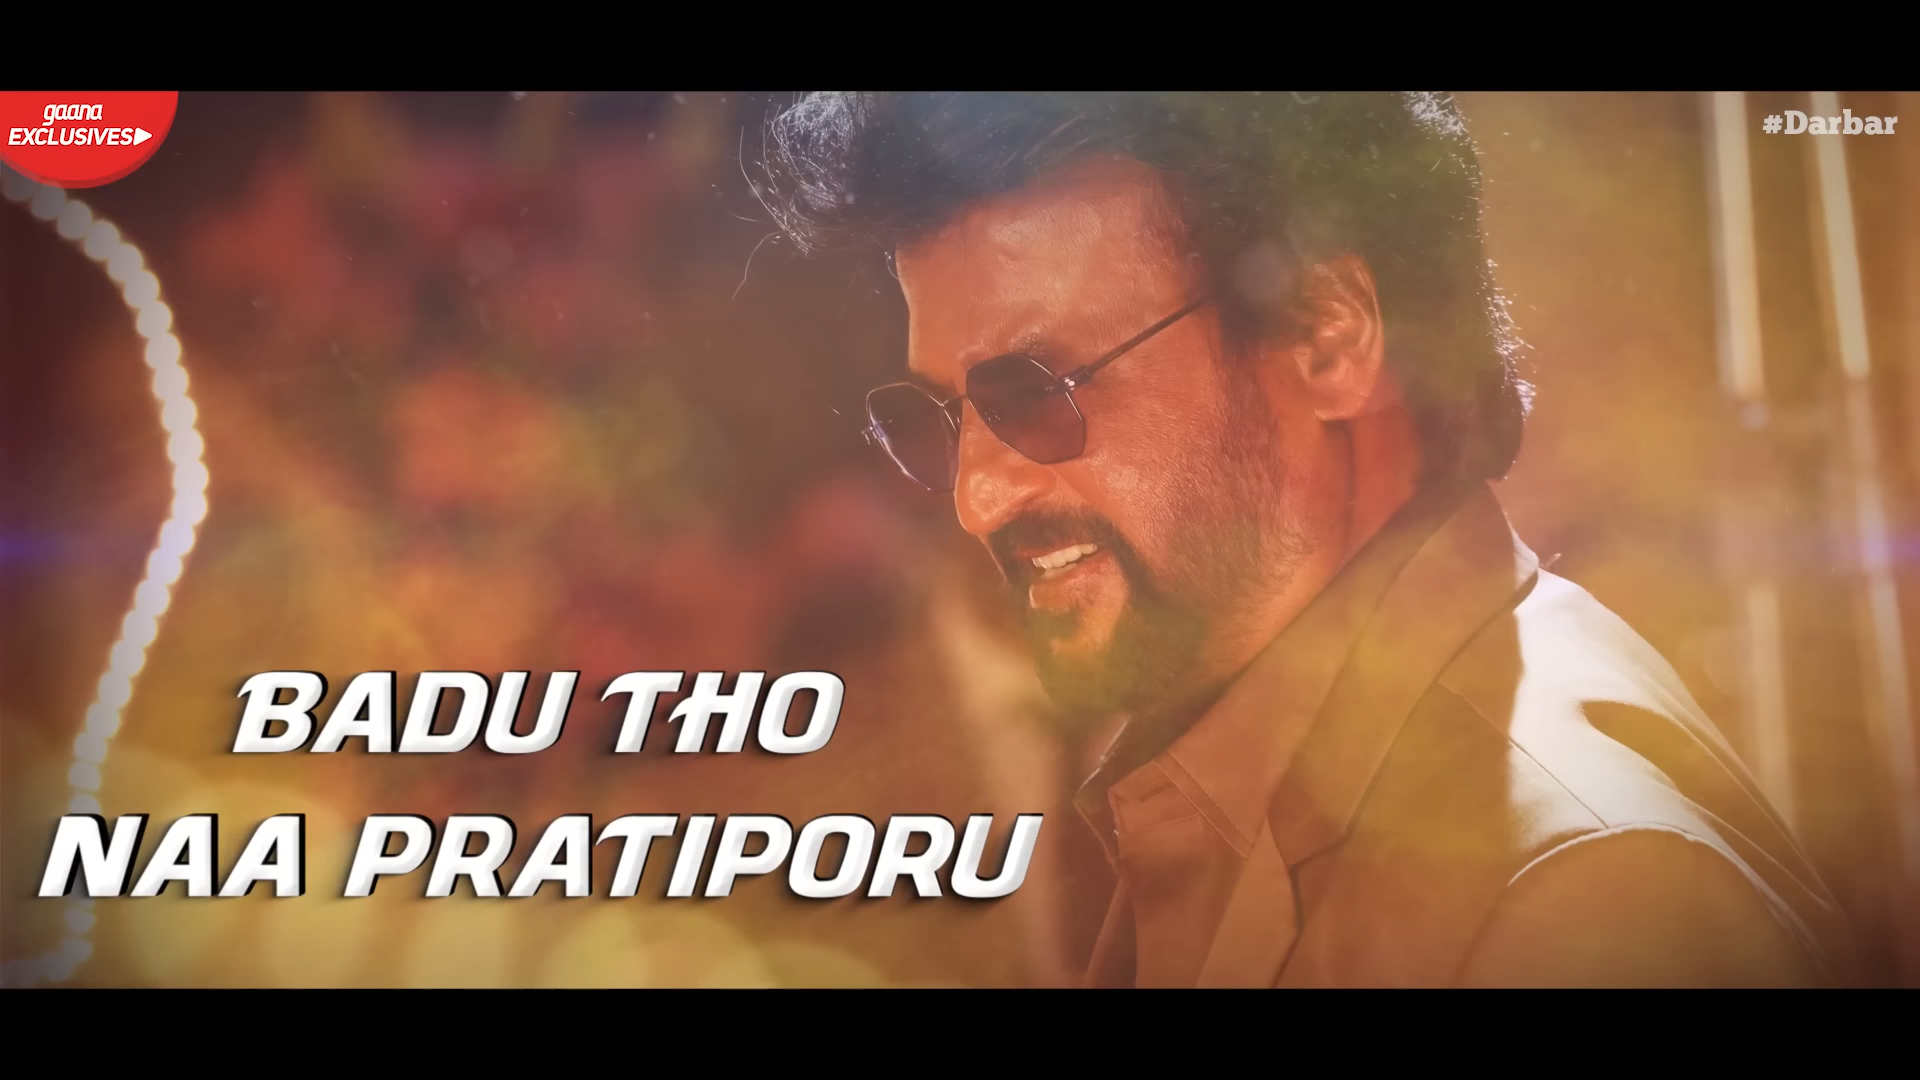 gaana
EXCLUSIVES
#Darbar
BADU THO
NAA PRATIPORU